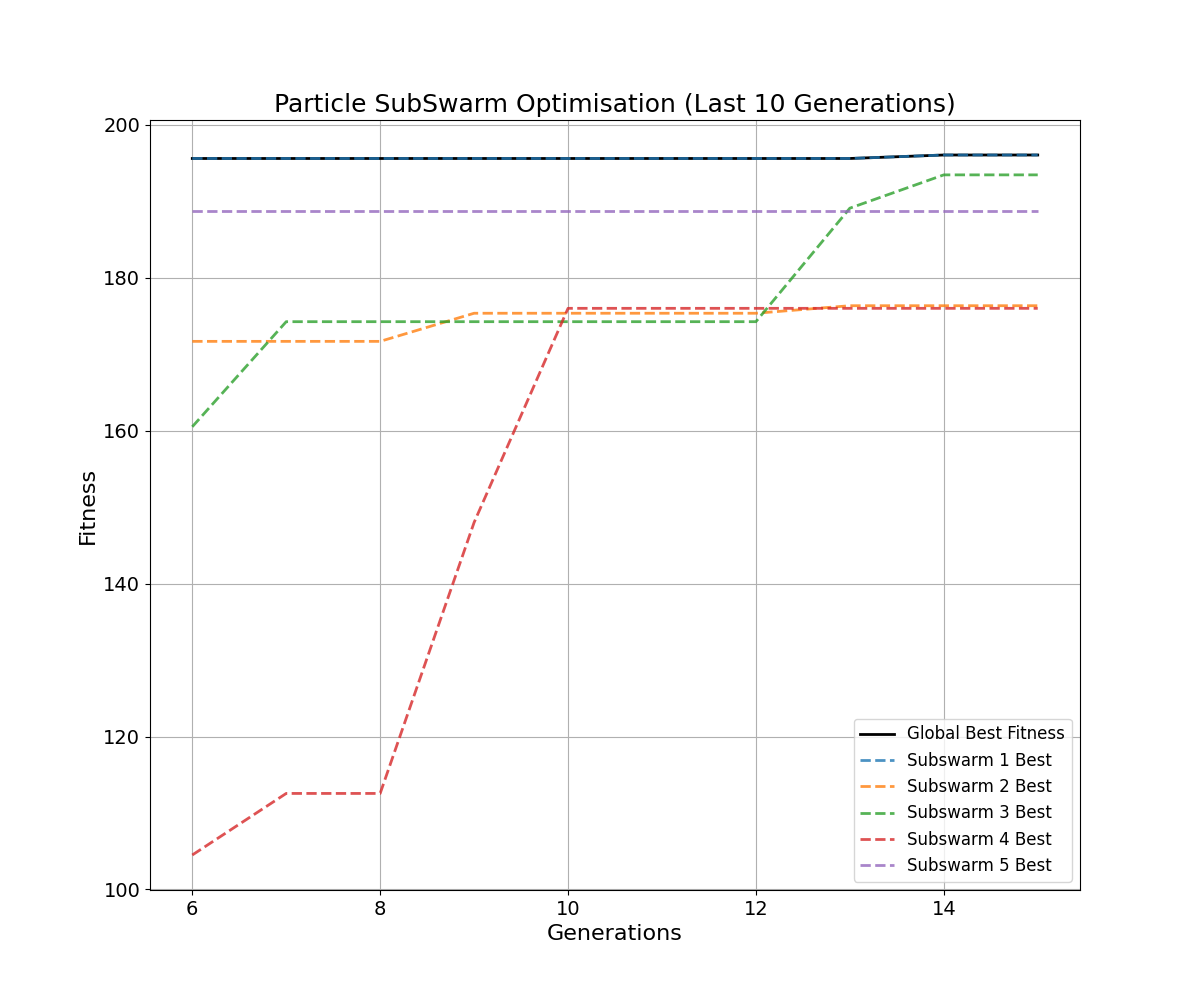 Particle SubSwarm Optimisation (Last 10 Generations)
200
180
160
140
120
100
Fitness
6 8 10 12 14
Generations
Global Best Fitness
Subswarm 1 Best
Subswarm 2 Best
Subswarm 3 Best
Subswarm 4 Best
Subswarm 5 Best